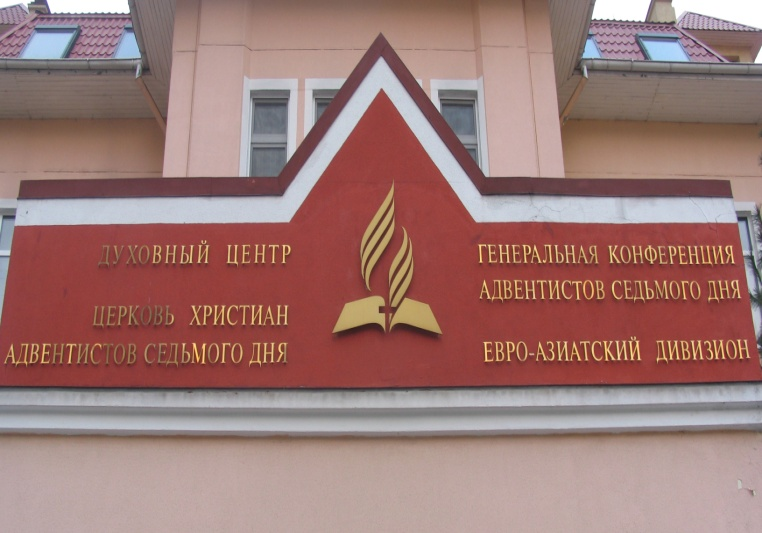 ДУХОВНЫЙ ЦЕНТР
ЦЕРКОВЬ ХРИСТИАН
АДВЕНТИСТОВ СЕДЬМОГО ДНЯ
ГЕНЕРАЛЬНАЯ КОНФЕРЕНЦИЯ
АДВЕНТИСТОВ СЕДЬМОГО ДНЯ
ЕВРО-АЗИАТСКИЙ ДИВИЗИОН